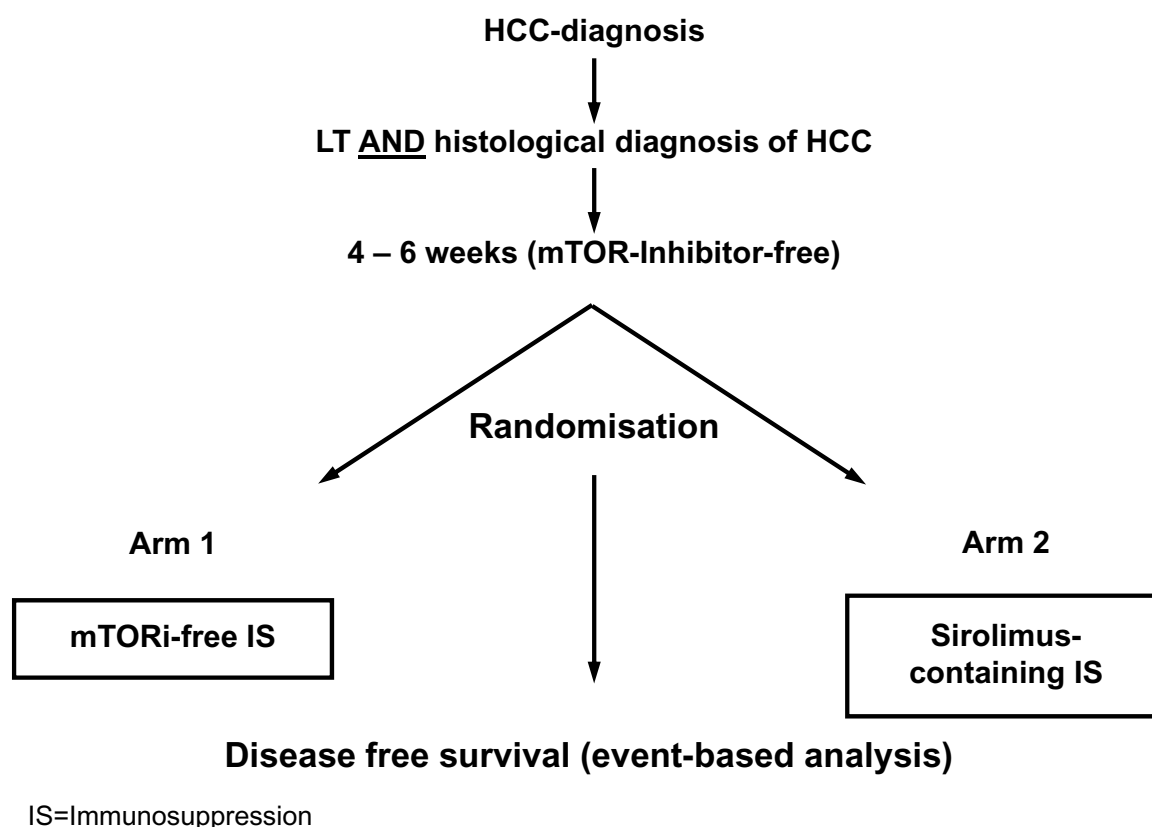 HCC-diagnosis
LT AND histological diagnosis of HCC
4 – 6 weeks (mTOR-Inhibitor-free)
Randomisation
Arm 1
mTORi-free IS
Arm 2
Sirolimus-
containing IS
Disease free survival (event-based analysis)
IS=Immunosuppression